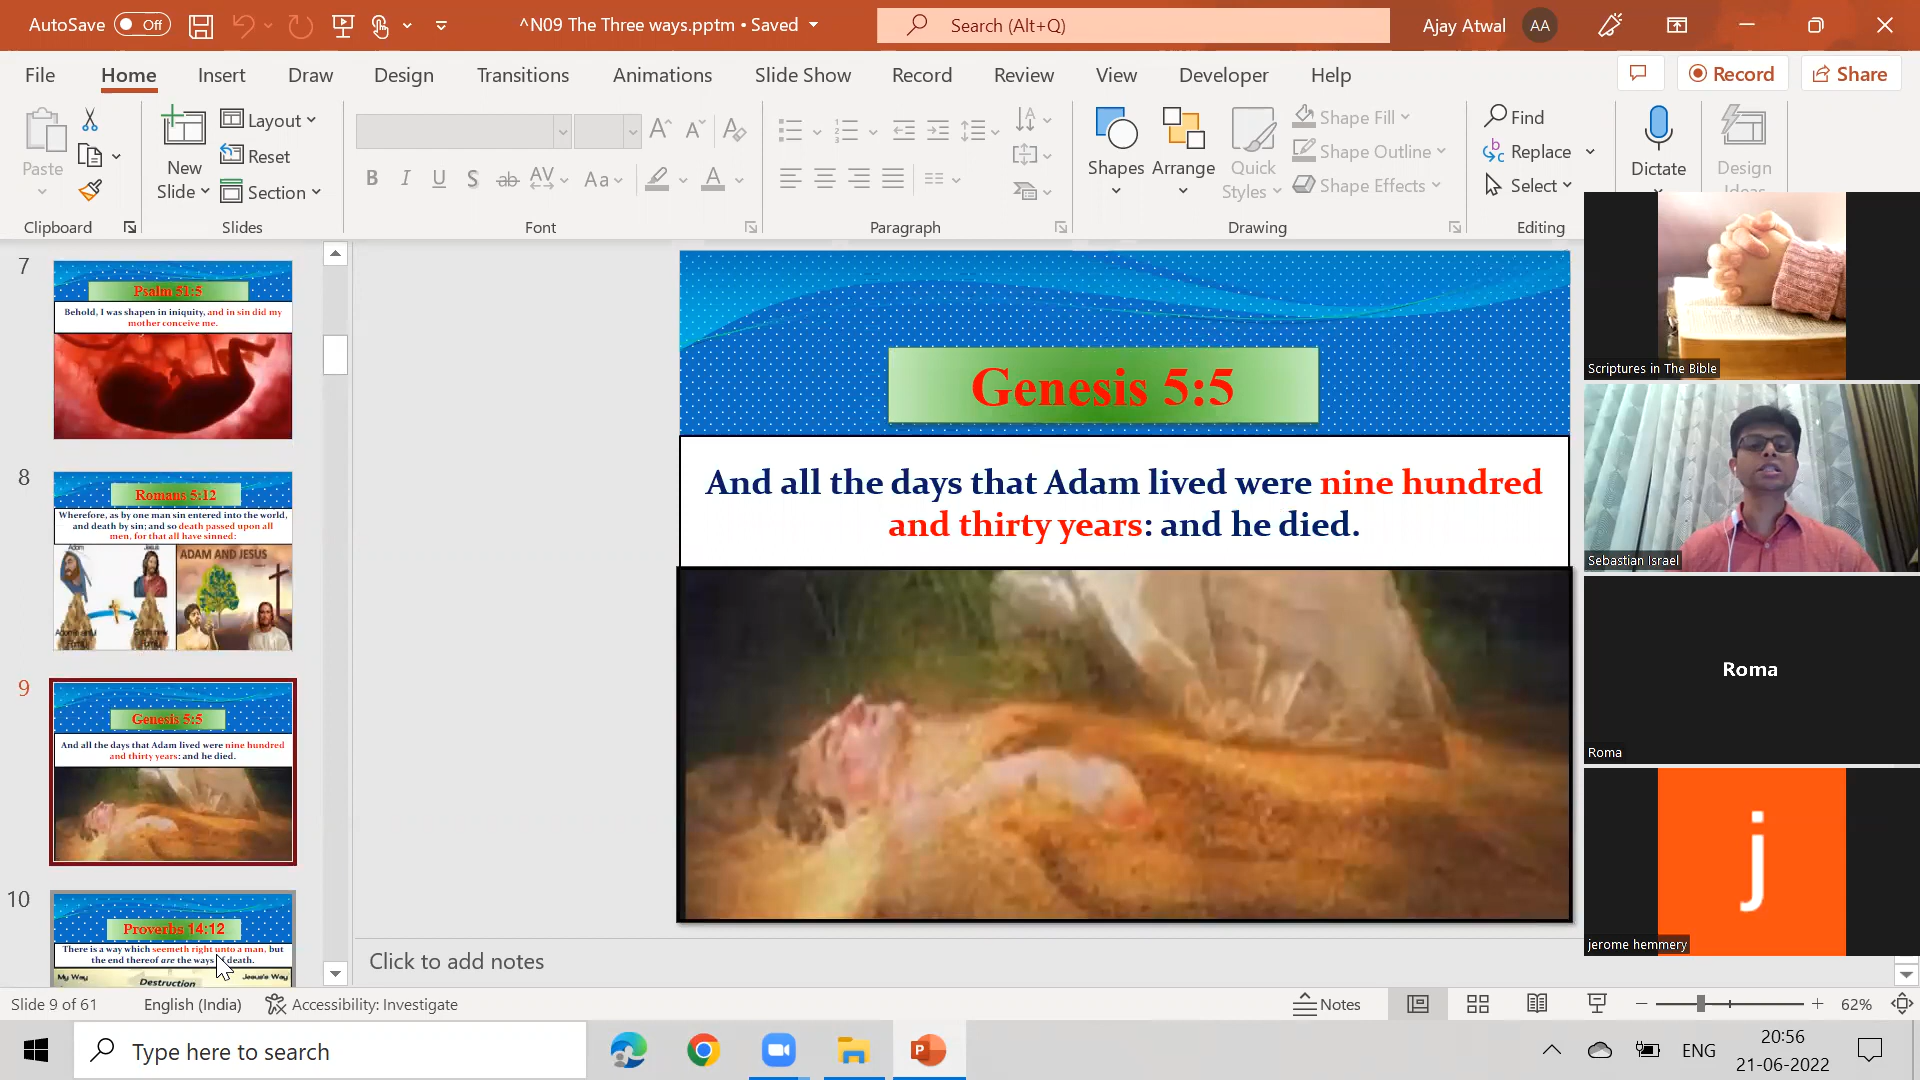 AutoSave Off
^N09 The Three ways.pptm • Saved
Search (Alt+Q)
Ajay Atwal AA
File Home Insert Draw Design Transitions Animations Slide Show Record Review View Developer Help
Record Share
Paste
New
Slide
Layout
Reset
Section
Shapes
Arrange
Quick
Styles
Shape Fill
Shape Outline
Shape Effects
Find
Replace
Select
Dictate
Design
Ideas
Clipboard Slides Font Paragraph Drawing Editing
7
Psalm 51:5
Behold, I was shapen in iniquity, and in sin did my
mother conceive me.
8
Romans 5:12
Wherefore, as by one man sin entered into the world,
and death by sin; and so death passed upon all
men, for that all have sinned:
Adam
Jesus
ADAM AND JESUS
9
Genesis 5:5
And all the days that Adam lived were nine hundred
and thirty years: and he died.
10
Proverbs 14:12
There is a way which seemeth right unto a man, but
the end thereof are the ways of death.
My Way
Destruction
Jesus's Way
Genesis 5:5
And all the days that Adam lived were nine hundred
and thirty years: and he died.
Click to add notes
Scriptures in The Bible
Sebastian Israel
Roma
Roma
j
jerome hemmery
Slide 9 of 61
English (India)
Accessibility: Investigate
Notes
62%
Type here to search
ENG
20:56
21-06-2022